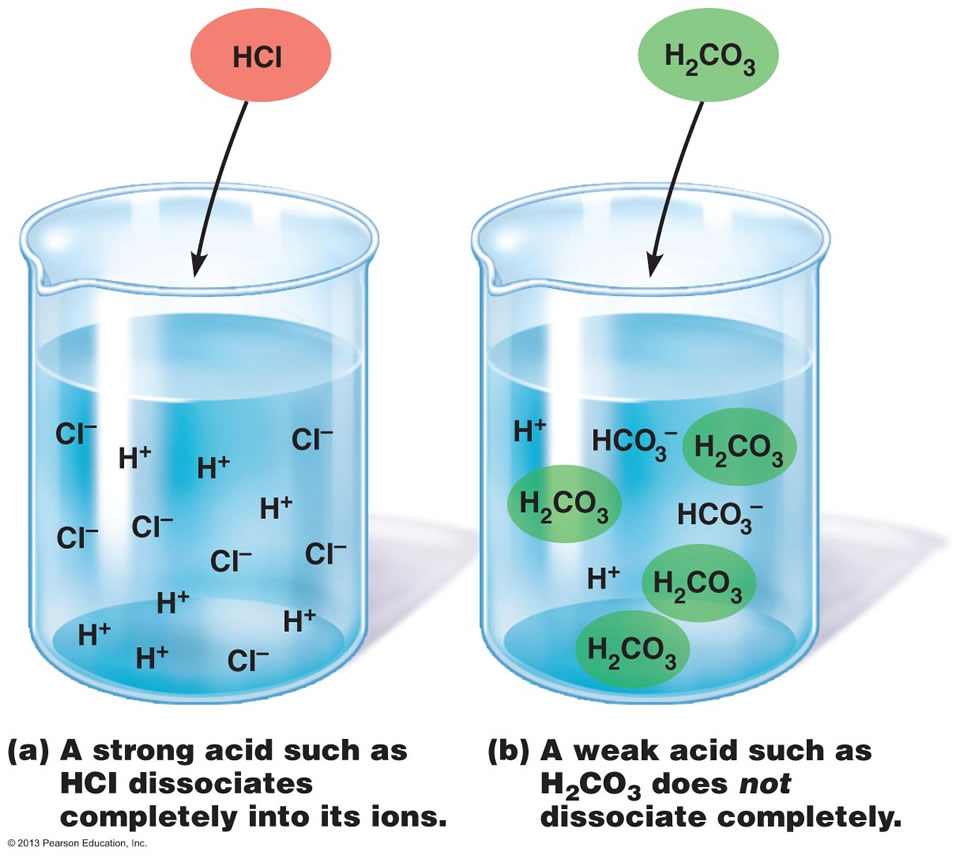 HCl
H₂CO₃
Cl⁻
H⁺
H⁺
Cl⁻
H⁺
Cl⁻
Cl⁻
Cl⁻
Cl⁻
H⁺
H⁺
H⁺
H⁺
Cl⁻
H⁺
HCO₃⁻
H₂CO₃
H₂CO₃
HCO₃⁻
H⁺
H₂CO₃
H₂CO₃
(a) A strong acid such as
HCl dissociates
completely into its ions.
(b) A weak acid such as
H₂CO₃ does not
dissociate completely.
© 2013 Pearson Education, Inc.